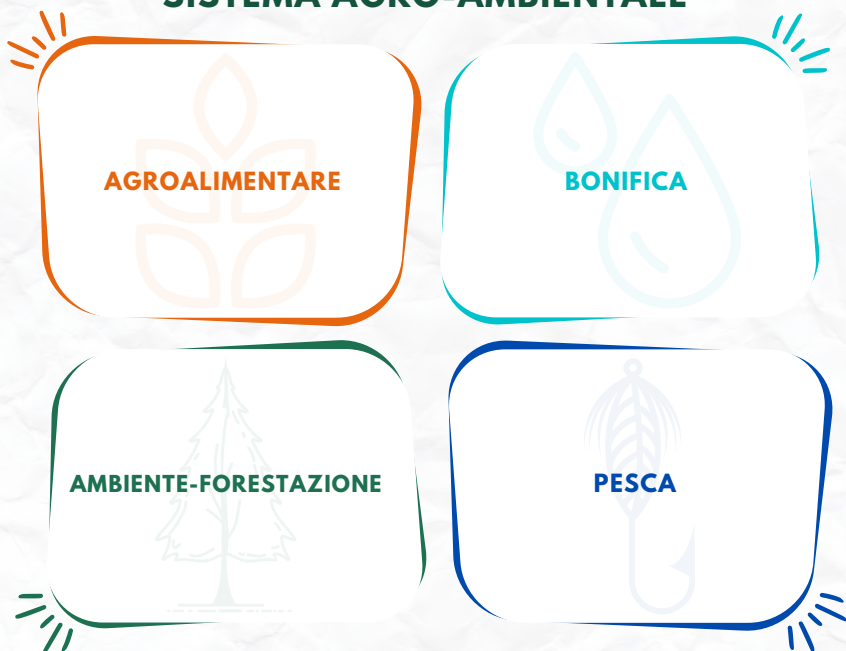 SISTEMA AGRO-AMBIENTALE
AGROALIMENTARE
BONIFICA
AMBIENTE-FORESTAZIONE
PESCA